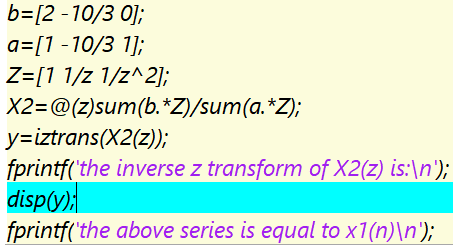 b=[2 -10/3 0];
a=[1 -10/3 1];
Z=[1 1/z 1/z^2];
X2=@(z)sum(b.*Z)/sum(a.*Z);
y=iztrans(X2(z));
fprintf('the inverse z transform of X2(z) is:\n');
disp(y);
fprintf('the above series is equal to x1(n)\n');